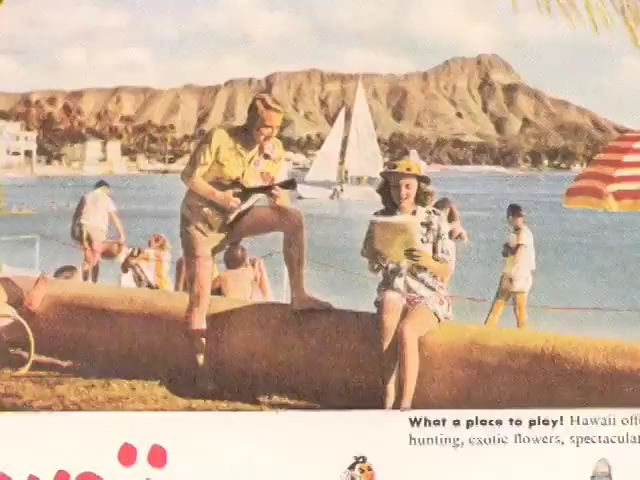 What a place to play! Hawaii off
hunting, exotic flowers, spectacular